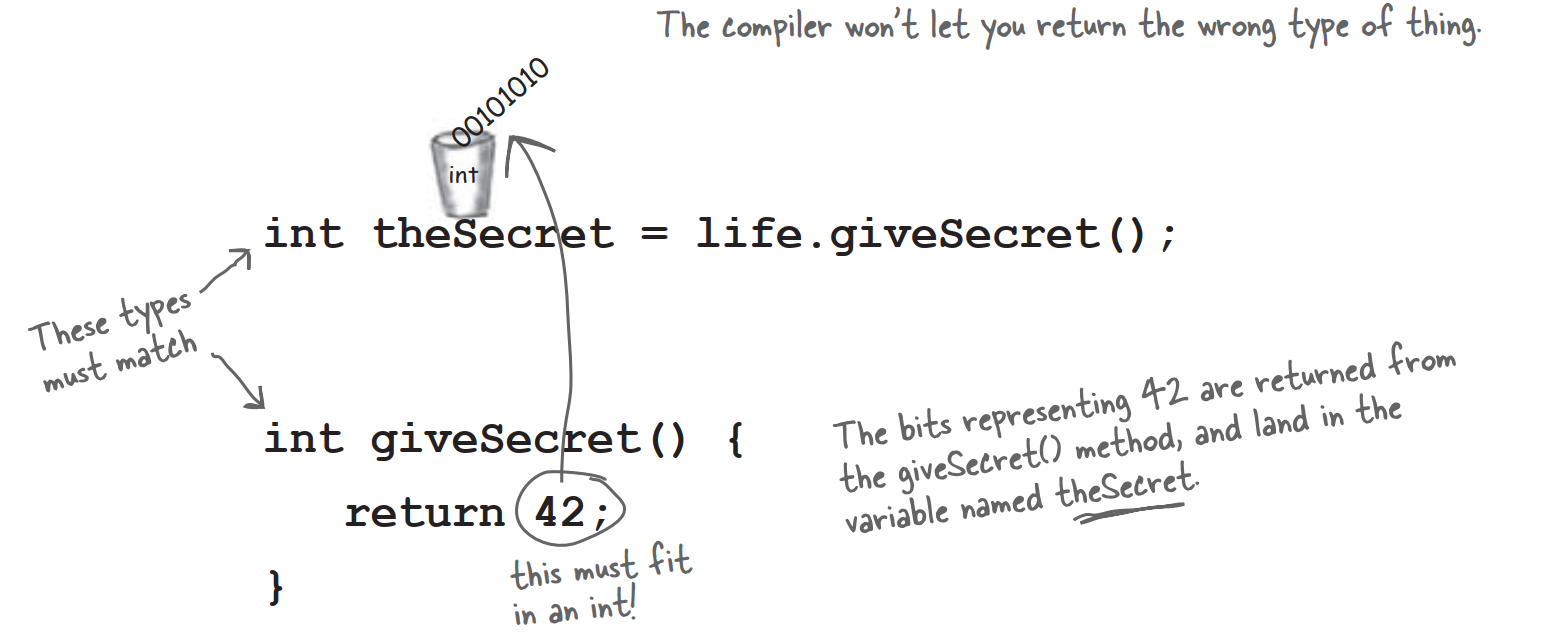 The compiler won't let you return the wrong type of thing.
00101010
int
int theSecret = life.giveSecret();
These types
must match
int giveSecret() {
return 42;
}
this must fit
in an int!
The bits representing 42 are returned from
the giveSecret() method, and land in the
variable named theSecret.